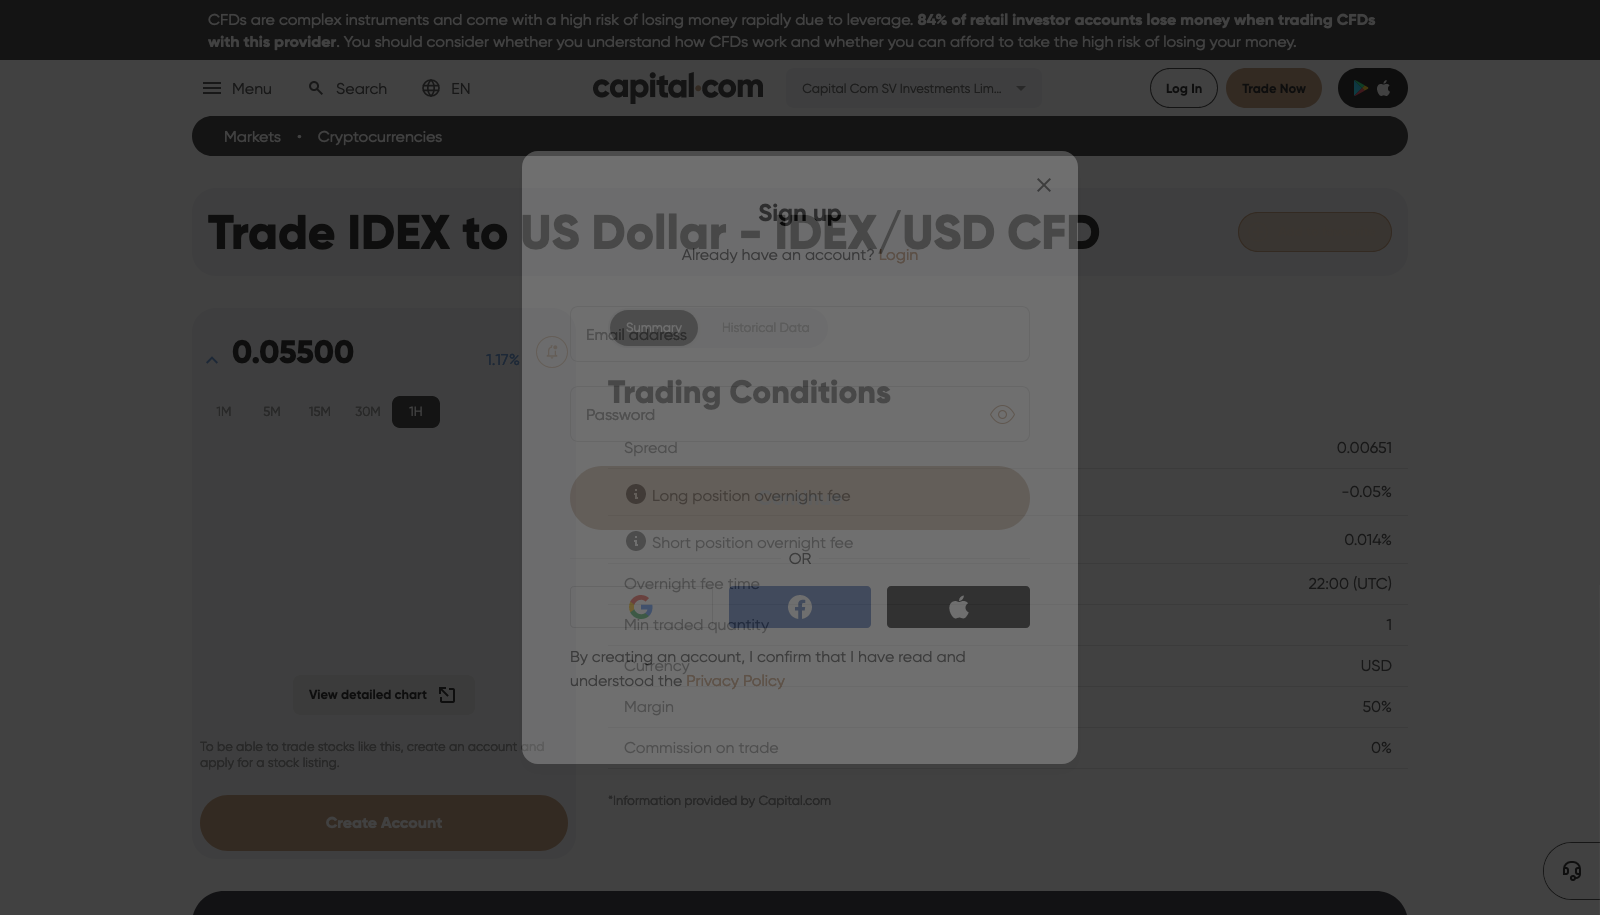 CFDs are complex instruments and come with a high risk of losing money rapidly due to leverage. 84% of retail investor accounts lose money when trading CFDs
with this provider. You should consider whether you understand how CFDs work and whether you can afford to take the high risk of losing your money.
Menu
Search
EN
capital.com
Capital Com SV Investments Lim...
Log In
Trade Now
Markets • Cryptocurrencies
Sign up
Trade IDEX to US Dollar - IDEX/USD CFD
Already have an account? Login
Summary
Historical Data
Email address
0.05500
1.17%
1M
5M
15M
30M
1H
Trading Conditions
Password
Spread 0.00651
Long position overnight fee -0.05%
Short position overnight fee 0.014%
OR
Overnight fee time 22:00 (UTC)
Min traded quantity 1
By creating an account, I confirm that I have read and
understood the Privacy Policy
Currency USD
Margin 50%
Commission on trade 0%
View detailed chart
To be able to trade stocks like this, create an account and
apply for a stock listing.
*Information provided by Capital.com
Create Account